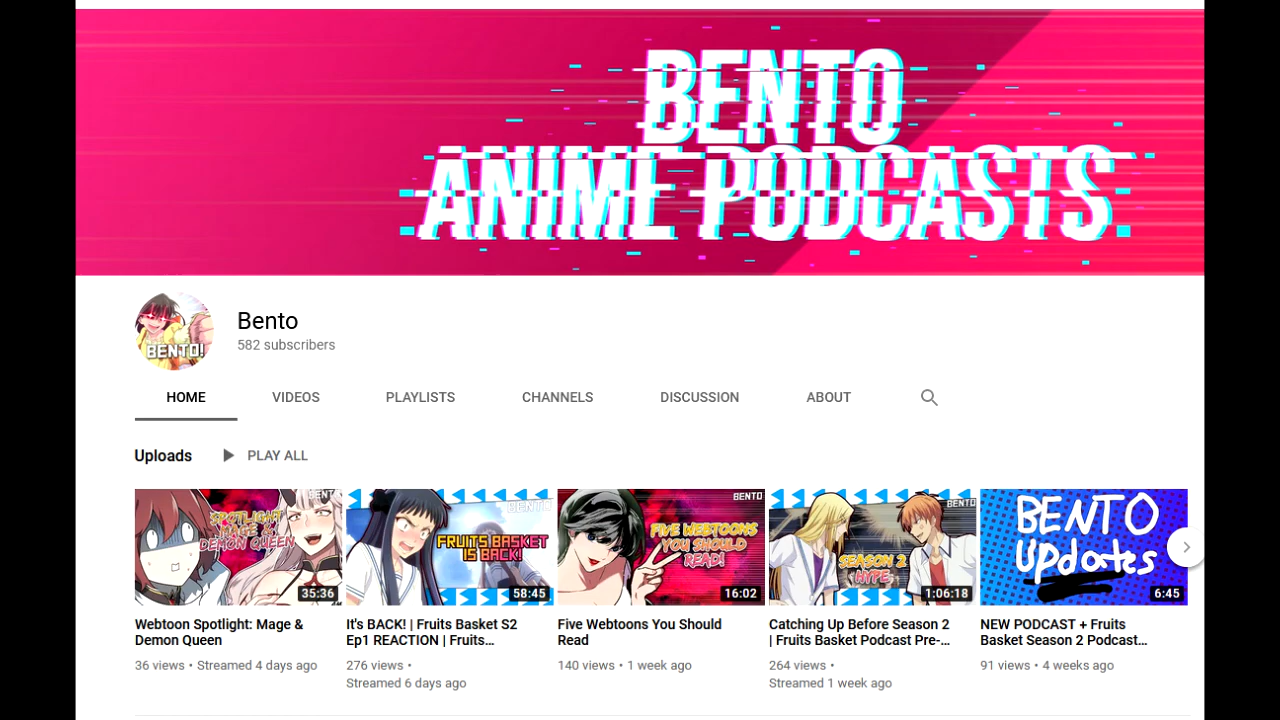 BENTO
ANIME PODCASTS
BENTO!
Bento
582 subscribers
HOME VIDEOS PLAYLISTS CHANNELS DISCUSSION ABOUT
Uploads PLAY ALL
SPOTLIGHT
MAGE &
DEMON QUEEN
BENTO
35:36
BENTO
FRUITS BASKET
IS BACK!
58:45
BENTO
FIVE WEBTOONS
YOU SHOULD
READ!
16:02
BENTO
SEASON 2
HYPE
1:06:18
BENTO
Updates
6:45
Webtoon Spotlight: Mage &
Demon Queen
36 views • Streamed 4 days ago
It's BACK! | Fruits Basket S2
Ep1 REACTION | Fruits...
276 views •
Streamed 6 days ago
Five Webtoons You Should
Read
140 views • 1 week ago
Catching Up Before Season 2
| Fruits Basket Podcast Pre-...
264 views •
Streamed 1 week ago
NEW PODCAST + Fruits
Basket Season 2 Podcast...
91 views • 4 weeks ago